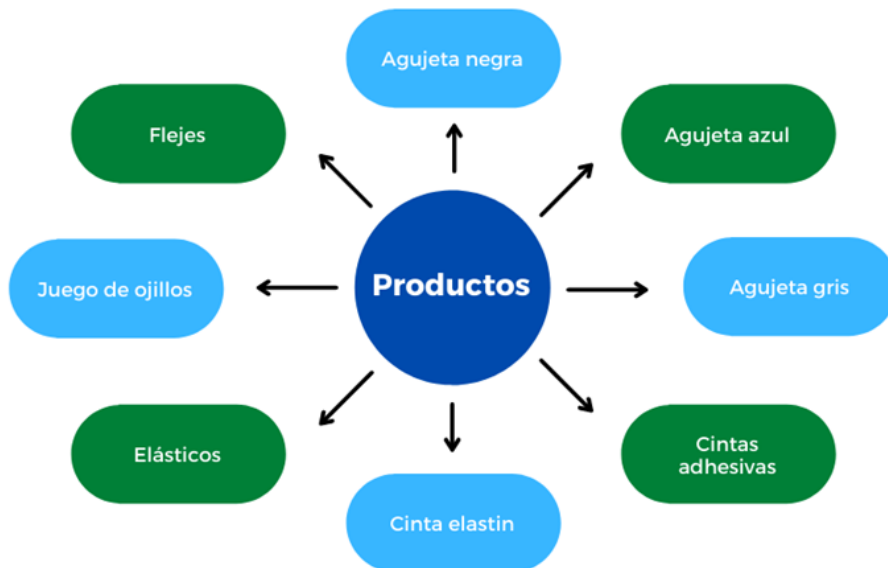 Agujeta negra
Flejes
Agujeta azul
Juego de ojillos
Productos
Agujeta gris
Elásticos
Cintas
adhesivas
Cinta elastin